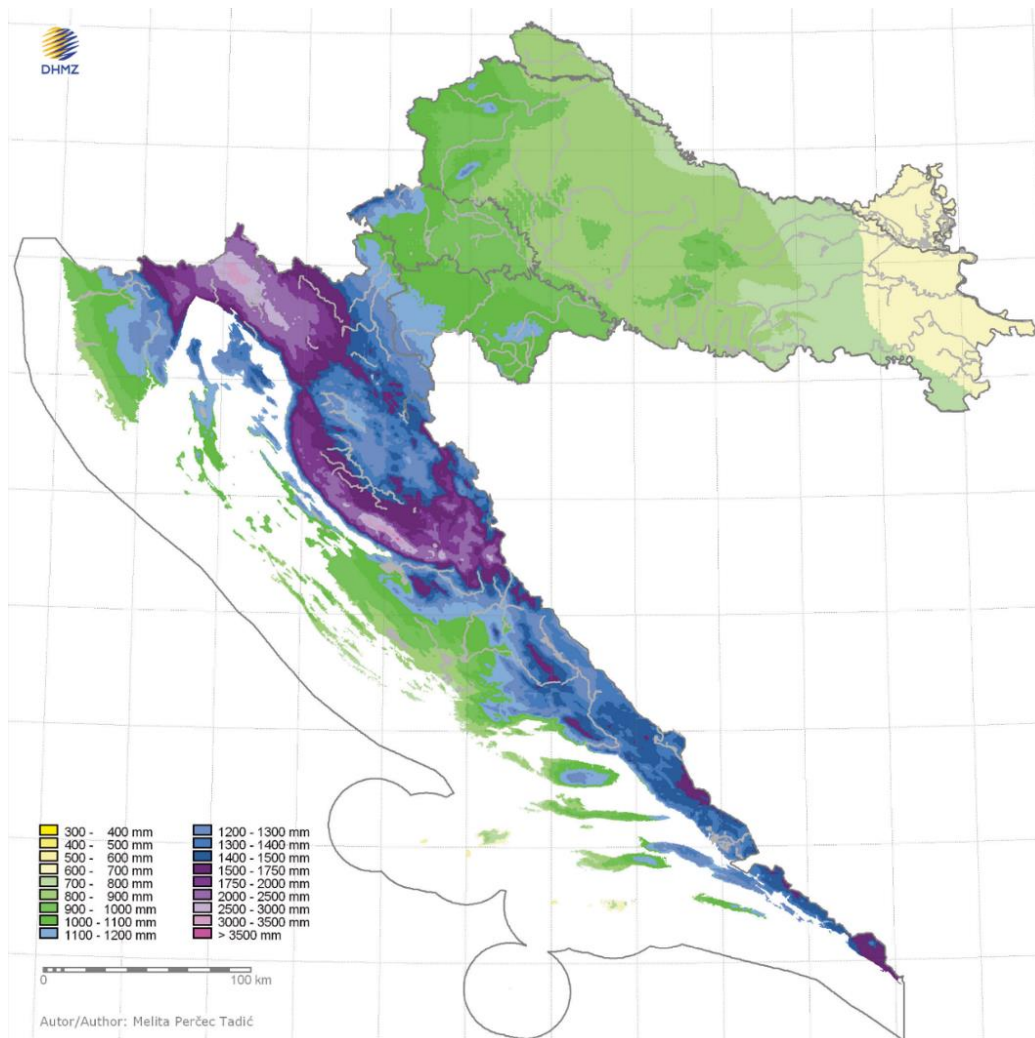 DHMZ
300 - 400 mm
400 - 500 mm
500 - 600 mm
600 - 700 mm
700 - 800 mm
800 - 900 mm
900 - 1000 mm
1000 - 1100 mm
1100 - 1200 mm
1200 - 1300 mm
1300 - 1400 mm
1400 - 1500 mm
1500 - 1750 mm
1750 - 2000 mm
2000 - 2500 mm
2500 - 3000 mm
3000 - 3500 mm
> 3500 mm
0 100 km
Autor/Author: Melita Perčec Tadić